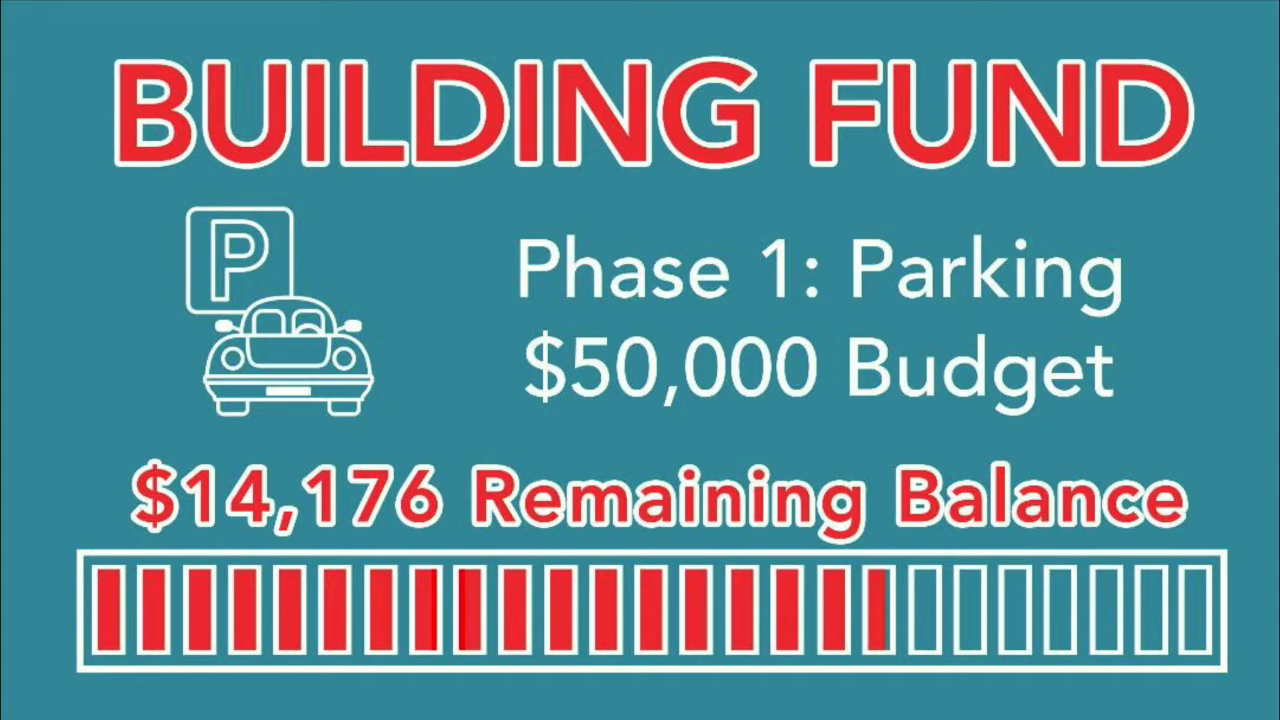 BUILDING FUND
P
Phase 1: Parking
$50,000 Budget
$14,176 Remaining Balance